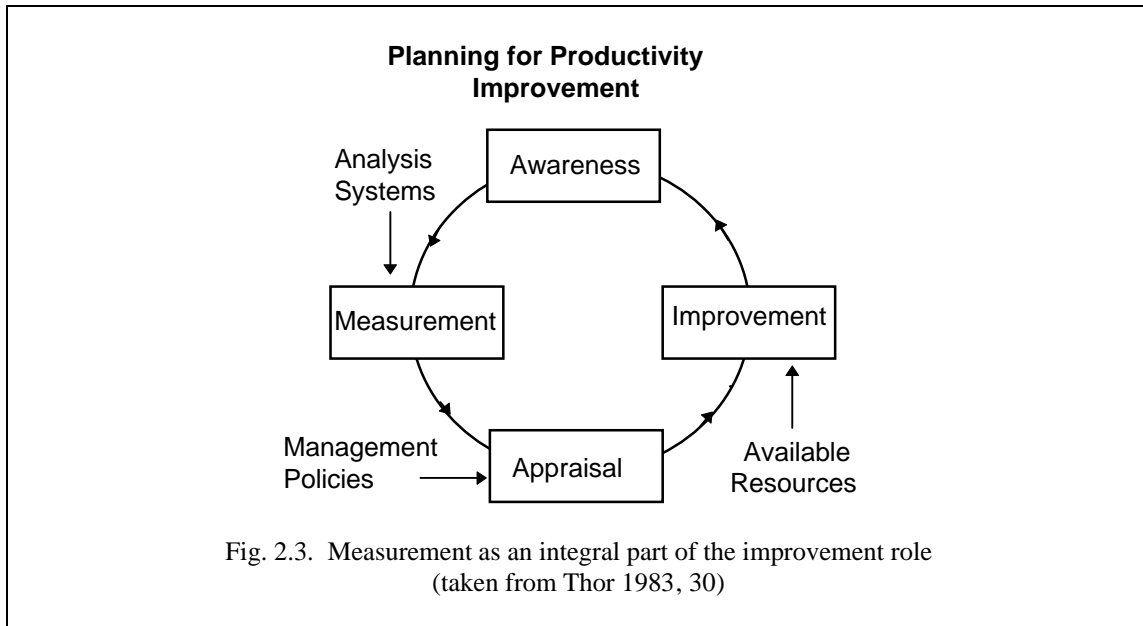 Planning for Productivity
Improvement
Awareness
Analysis
Systems
Measurement
Improvement
Management
Policies
Appraisal
Available
Resources
Fig. 2.3. Measurement as an integral part of the improvement role
(taken from Thor 1983, 30)